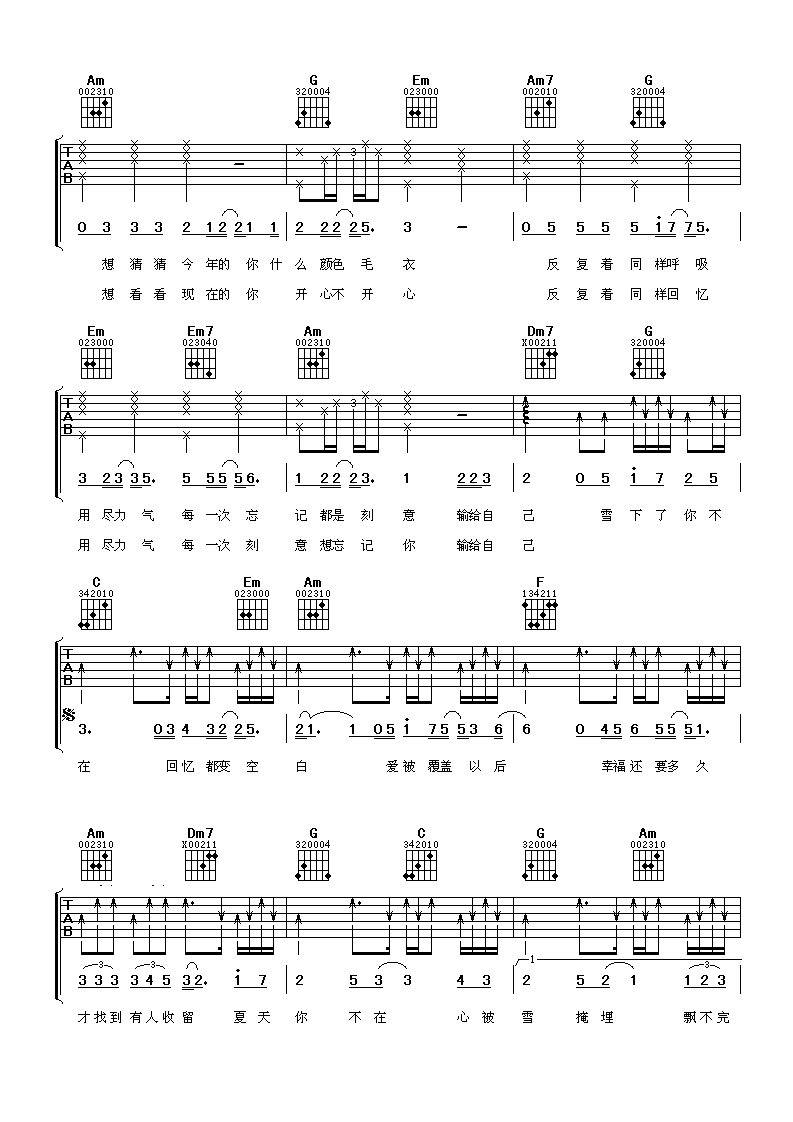 Am G Em Am7 G
002310 320004 023000 002010 320004
T
A
B
3
0 3 3 3 2 1 2 2 1 1 2 2 2 2 5. 3 – 0 5 5 5 5 1 7 7 5.
想 猜 猜 今 年的 你 什 么 颜色 毛 衣 反 复 着 同 样呼 吸
想 看 看 现 在的 你 开 心不 开 心 反 复 着 同 样回 忆
Em Em7 Am Dm7 G
023000 023040 002310 X00211 320004
T
A
B
3
3 2 3 3 5. 5 5 5 5 6. 1 2 2 2 3. 1 2 2 3 2 0 5 1 7 2 5
用 尽力 气 每 一次 忘 记 都是 刻 意 输给自 己 雪 下 了 你 不
用 尽力 气 每 一次 刻 意 想忘 记 你 输给自 己
C Em Am F
342010 023000 002310 134211
T
A
B
3. 0 3 4 3 2 2 5. 2 1. 1 0 5 1 7 5 5 3 6 6 0 4 5 6 5 5 1.
在 回忆 都变 空 白 爱 被 覆盖 以 后 幸福 还 要多 久
Am Dm7 G C G Am
002310 X00211 320004 342010 320004 002310
T
A
B
1
3 3 3
3 3 3 3 4 5 3 2. 1 7 2 5 3 3 4 3 2 5 2 1 1 2 3
才 找 到 有 人 收 留 夏 天 你 不 在 心 被 雪 掩 埋 飘 不 完